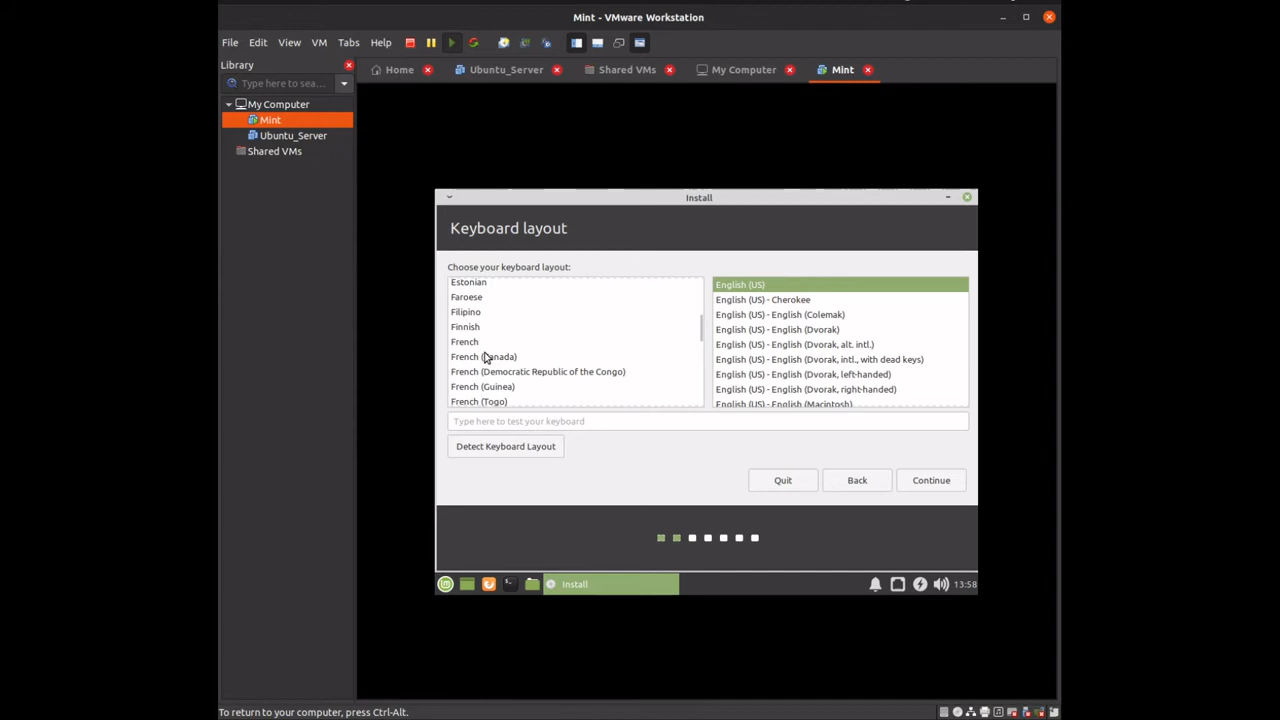 Mint - VMware Workstation
File Edit View VM Tabs Help
Library
Home
Ubuntu_Server
Shared VMs
My Computer
Mint
Type here to sea...
My Computer
Mint
Ubuntu_Server
Shared VMs
Install
Keyboard layout
Choose your keyboard layout:
Estonian
Faroese
Filipino
Finnish
French
French (Canada)
French (Democratic Republic of the Congo)
French (Guinea)
French (Togo)
English (US)
English (US) - Cherokee
English (US) - English (Colemak)
English (US) - English (Dvorak)
English (US) - English (Dvorak, alt. intl.)
English (US) - English (Dvorak, intl., with dead keys)
English (US) - English (Dvorak, left-handed)
English (US) - English (Dvorak, right-handed)
English (US) - English (Macintosh)
Type here to test your keyboard
Detect Keyboard Layout
Quit
Back
Continue
Install
13:58
To return to your computer, press Ctrl-Alt.